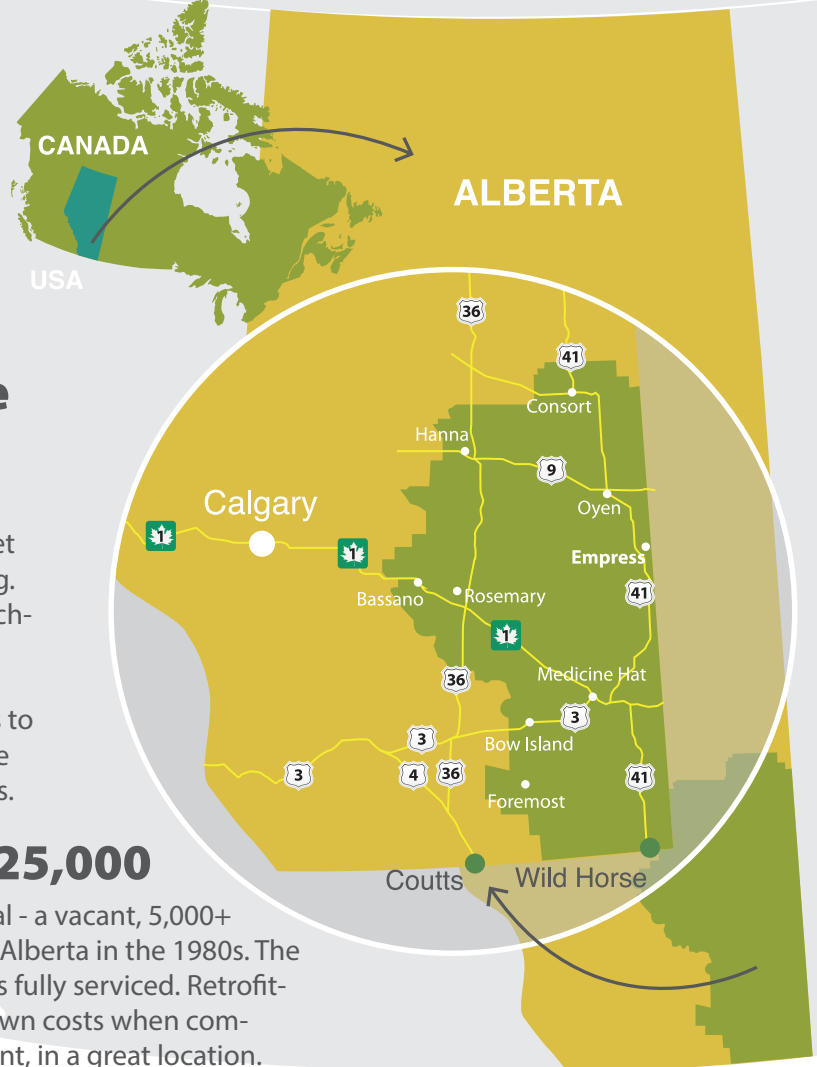 CANADA
ALBERTA
USA
36
41
Consort
Hanna
9
Calgary
Oyen
1
1
Empress
41
Bassano
Rosemary
1
36
Medicine Hat
3
3
Bow Island
3
4
36
41
Foremost
Coutts
Wild Horse
e
et
g.
ch-
s to
e
s.
25,000
al - a vacant, 5,000+
Alberta in the 1980s. The
s fully serviced. Retrofit-
wn costs when com-
nt, in a great location.